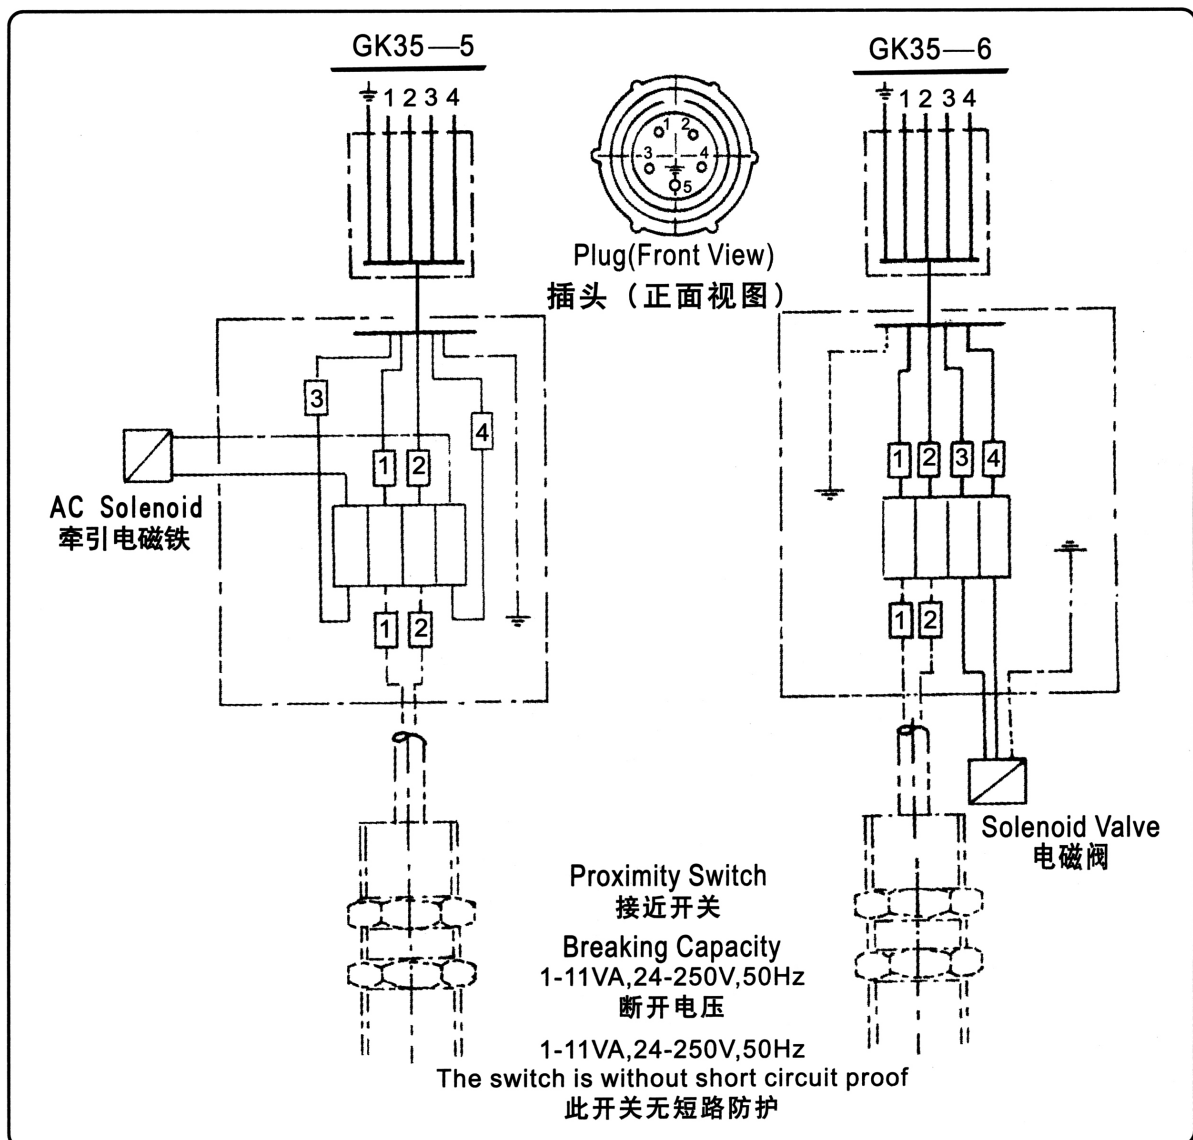 GK35—5
GK35—6
1 2 3 4
1 2 3 4
1 2
3 4
5
Plug(Front View)
插头（正面视图）
3
4
1 2
1 2 3 4
AC Solenoid
牵引电磁铁
1 2
1 2
Solenoid Valve
电磁阀
Proximity Switch
接近开关
Breaking Capacity
1-11VA,24-250V,50Hz
断开电压
1-11VA,24-250V,50Hz
The switch is without short circuit proof
此开关无短路防护